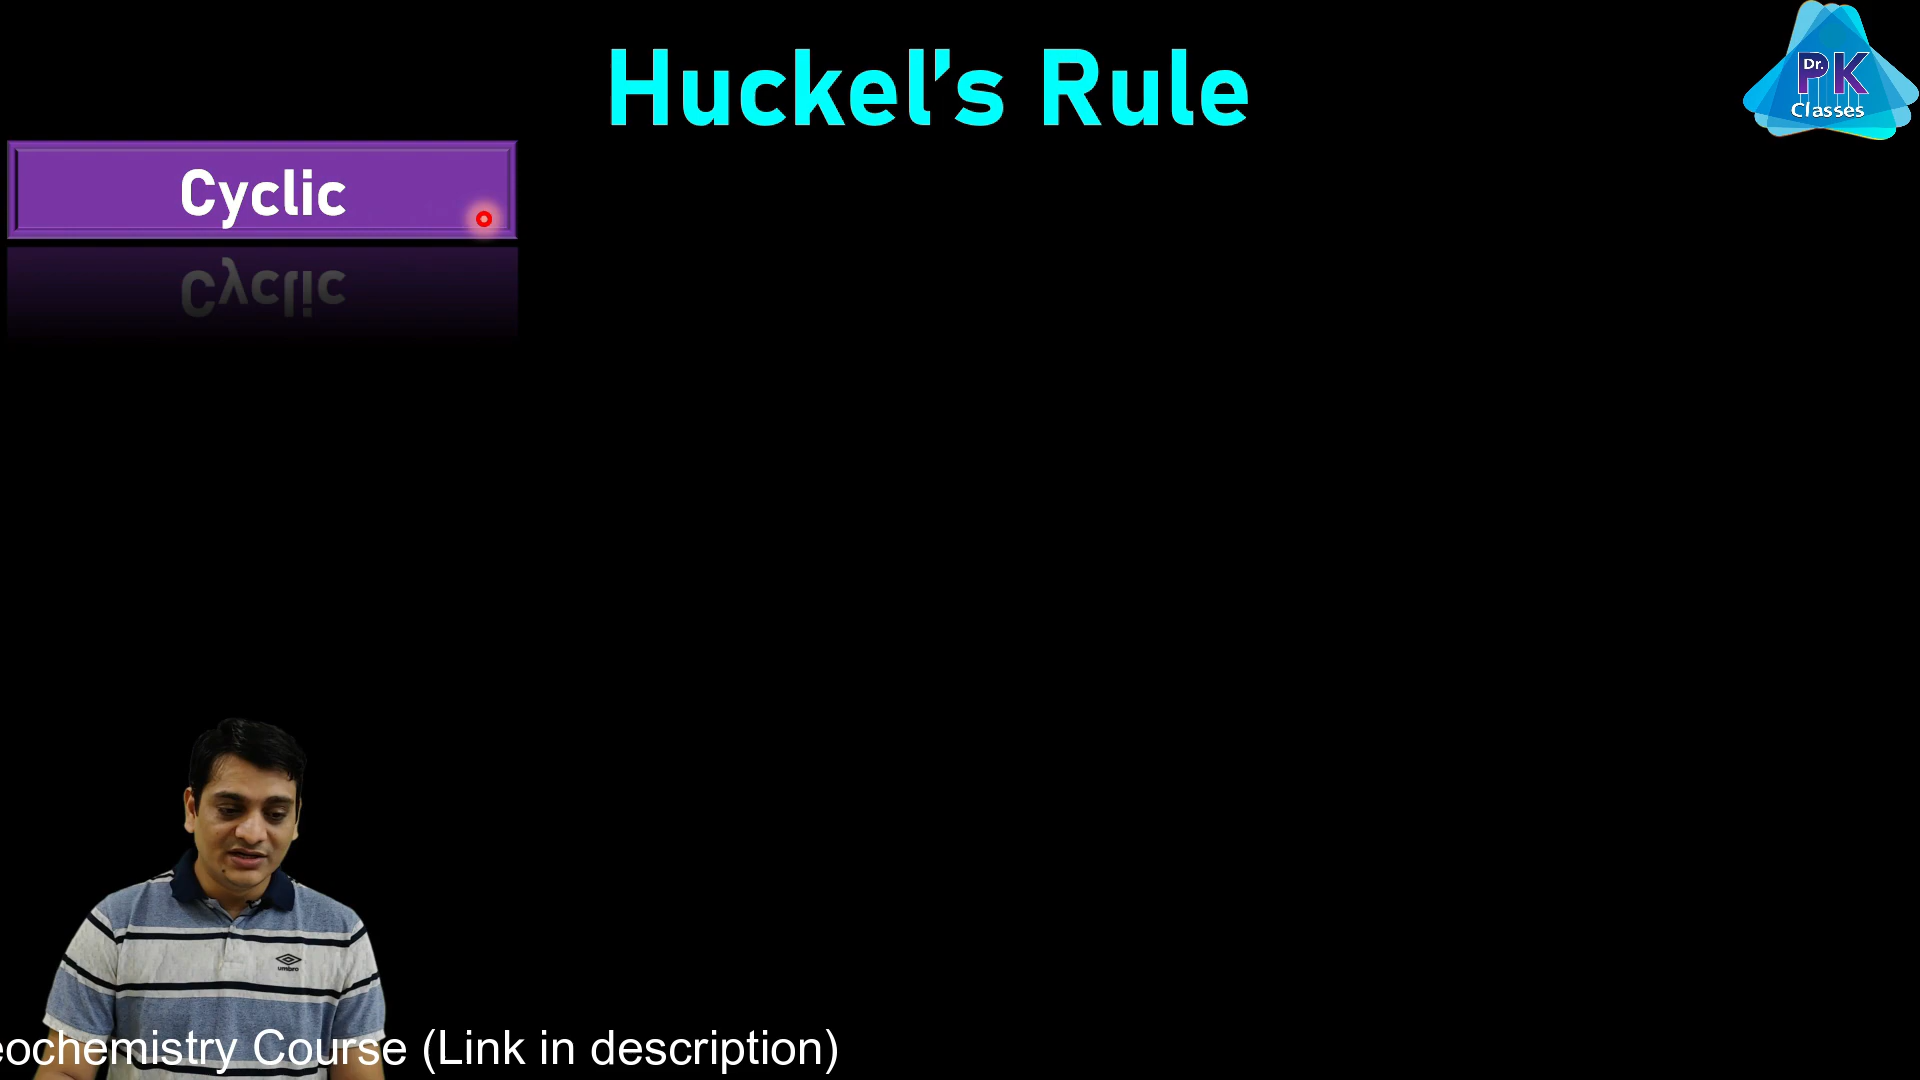 Huckel’s Rule
Dr.
PK
Classes
Cyclic
Cyclic
umbro
eochemistry Course (Link in description)